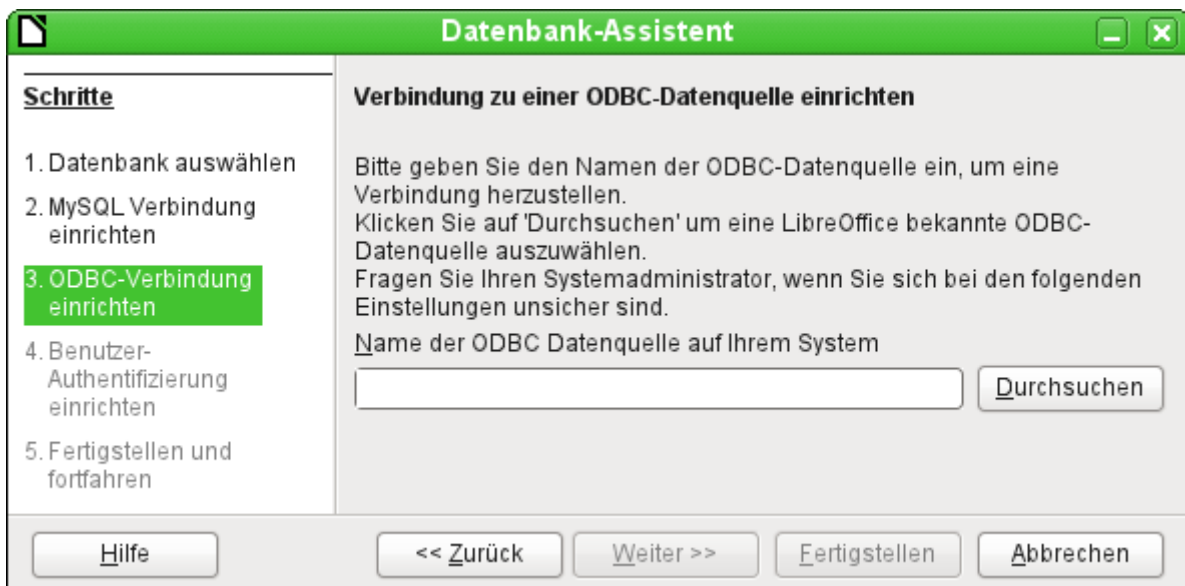 Datenbank-Assistent
Schritte
1. Datenbank auswählen
2. MySQL Verbindung
einrichten
3. ODBC-Verbindung
einrichten
4. Benutzer-
Authentifizierung
einrichten
5. Fertigstellen und
fortfahren
Verbindung zu einer ODBC-Datenquelle einrichten
Bitte geben Sie den Namen der ODBC-Datenquelle ein, um eine
Verbindung herzustellen.
Klicken Sie auf 'Durchsuchen' um eine LibreOffice bekannte ODBC-
Datenquelle auszuwählen.
Fragen Sie Ihren Systemadministrator, wenn Sie sich bei den folgenden
Einstellungen unsicher sind.
Name der ODBC Datenquelle auf Ihrem System
Durchsuchen
Hilfe
<< Zurück
Weiter >>
Fertigstellen
Abbrechen